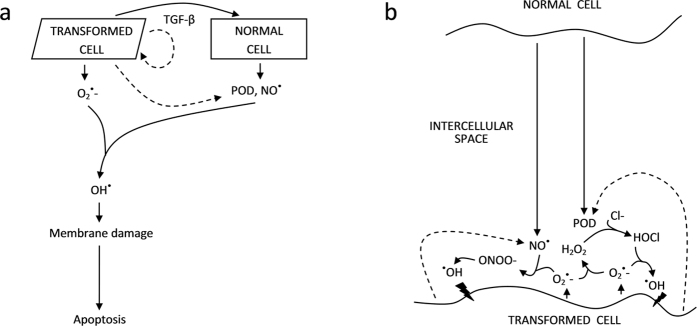 a
TGF-β
TRANSFORMED
CELL
NORMAL
CELL
O₂•-
POD, NO•
OH•
Membrane damage
Apoptosis
b
NORMAL CELL
INTERCELLULAR
SPACE
POD
Cl-
NO•
H₂O₂
HOCl
ONOO-
•OH
O₂•-
O₂•-
•OH
TRANSFORMED CELL